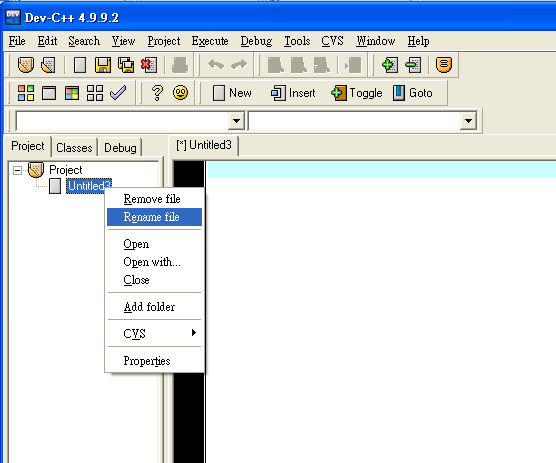 Dev-C++ 4.9.9.2
File Edit Search View Project Execute Debug Tools CVS Window Help
New Insert Toggle Goto
Project Classes Debug [*] Untitled3
Project
Untitled3
Remove file
Rename file
Open
Open with...
Close
Add folder
CVS
Properties